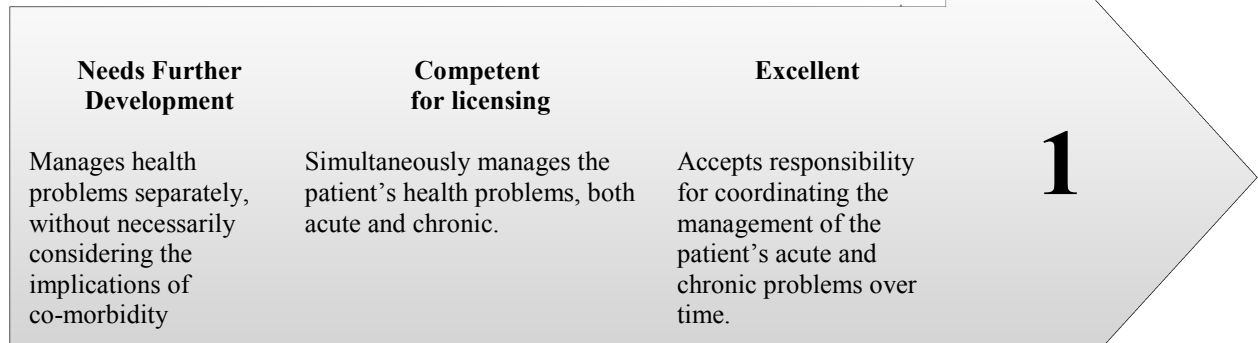 Needs Further
Development
Manages health
problems separately,
without necessarily
considering the
implications of
co-morbidity
Competent
for licensing
Simultaneously manages the
patient’s health problems, both
acute and chronic.
Excellent
Accepts responsibility
for coordinating the
management of the
patient’s acute and
chronic problems over
time.
1